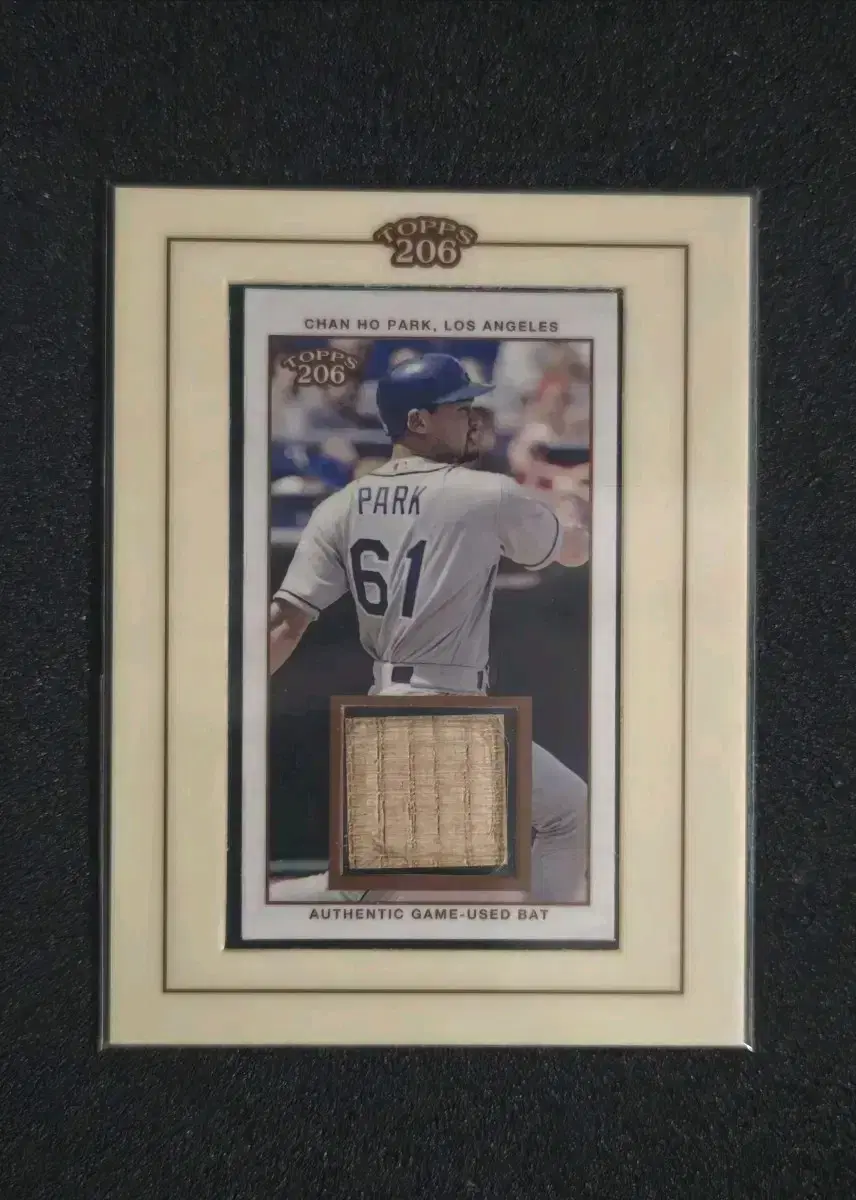 TOPPS
206
CHAN HO PARK, LOS ANGELES
TOPPS
206
PARK
61
AUTHENTIC GAME-USED BAT